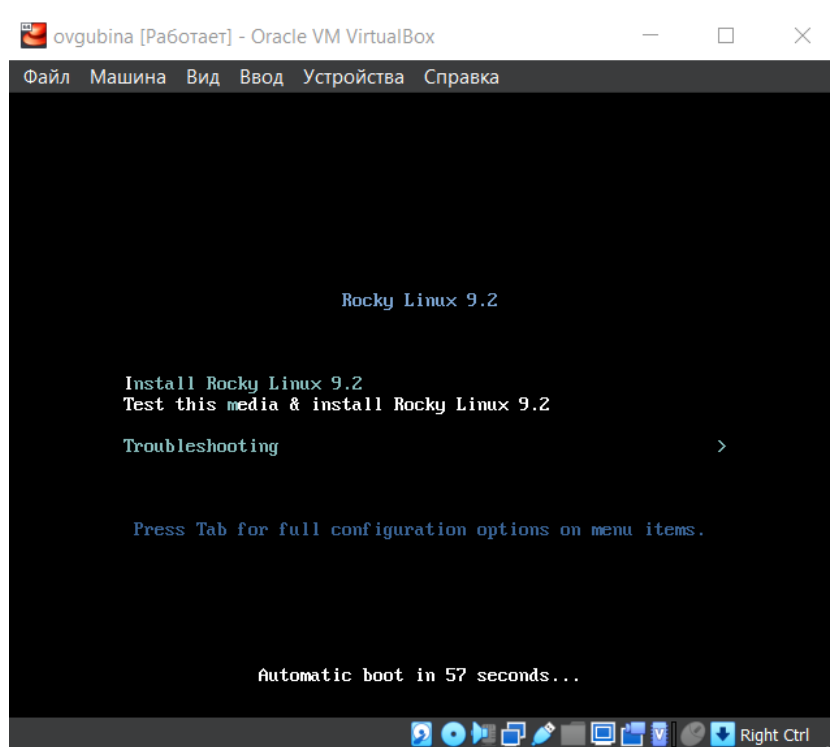 ovgubina [Работает] - Oracle VM VirtualBox
Файл Машина Вид Ввод Устройства Справка
Rocky Linux 9.2
Install Rocky Linux 9.2
Test this media & install Rocky Linux 9.2
Troubleshooting >
Press Tab for full configuration options on menu items.
Automatic boot in 57 seconds...
Right Ctrl